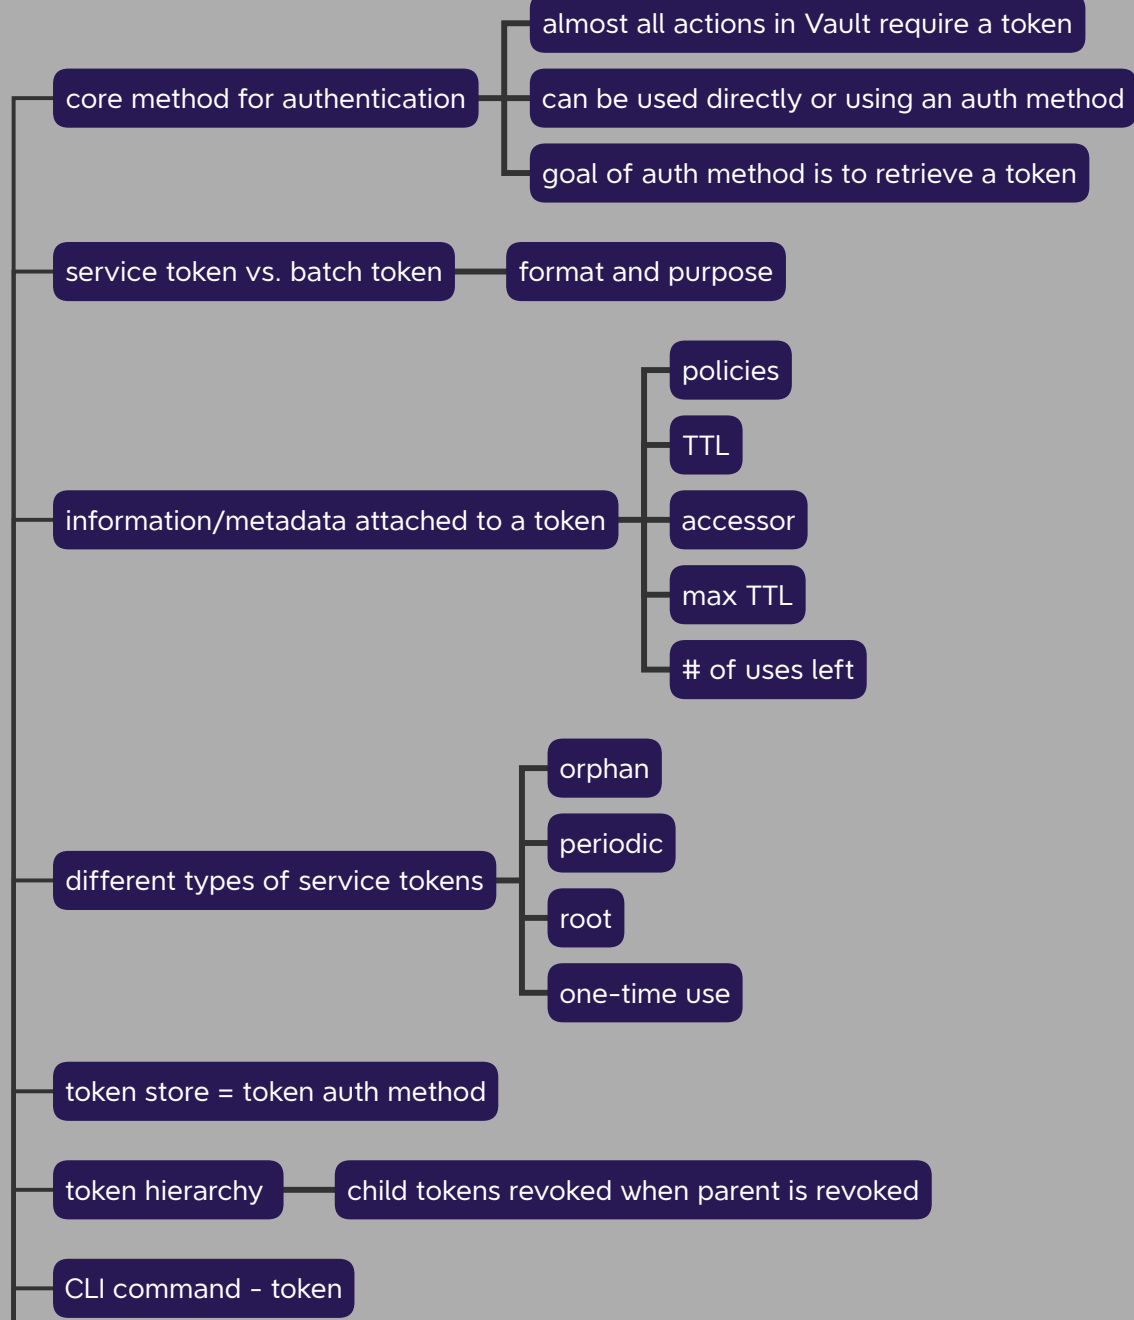 almost all actions in Vault require a token
core method for authentication
can be used directly or using an auth method
goal of auth method is to retrieve a token
service token vs. batch token
format and purpose
policies
TTL
information/metadata attached to a token
accessor
max TTL
# of uses left
orphan
periodic
different types of service tokens
root
one-time use
token store = token auth method
token hierarchy
child tokens revoked when parent is revoked
CLI command - token